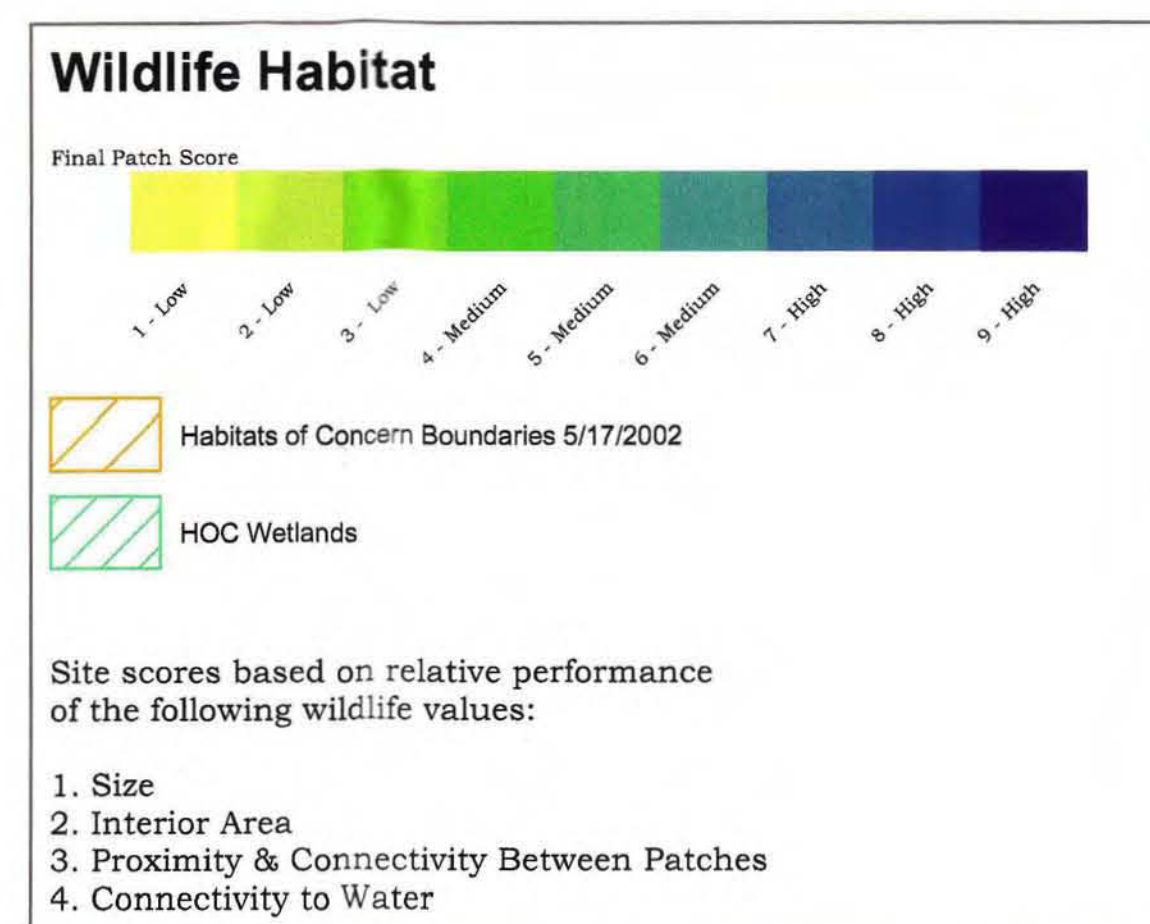 Wildlife Habitat
Final Patch Score
1 - Low
2 - Low
3 - Low
4 - Medium
5 - Medium
6 - Medium
7 - High
8 - High
9 - High
Habitats of Concern Boundaries 5/17/2002
HOC Wetlands
Site scores based on relative performance
of the following wildlife values:
1. Size
2. Interior Area
3. Proximity & Connectivity Between Patches
4. Connectivity to Water